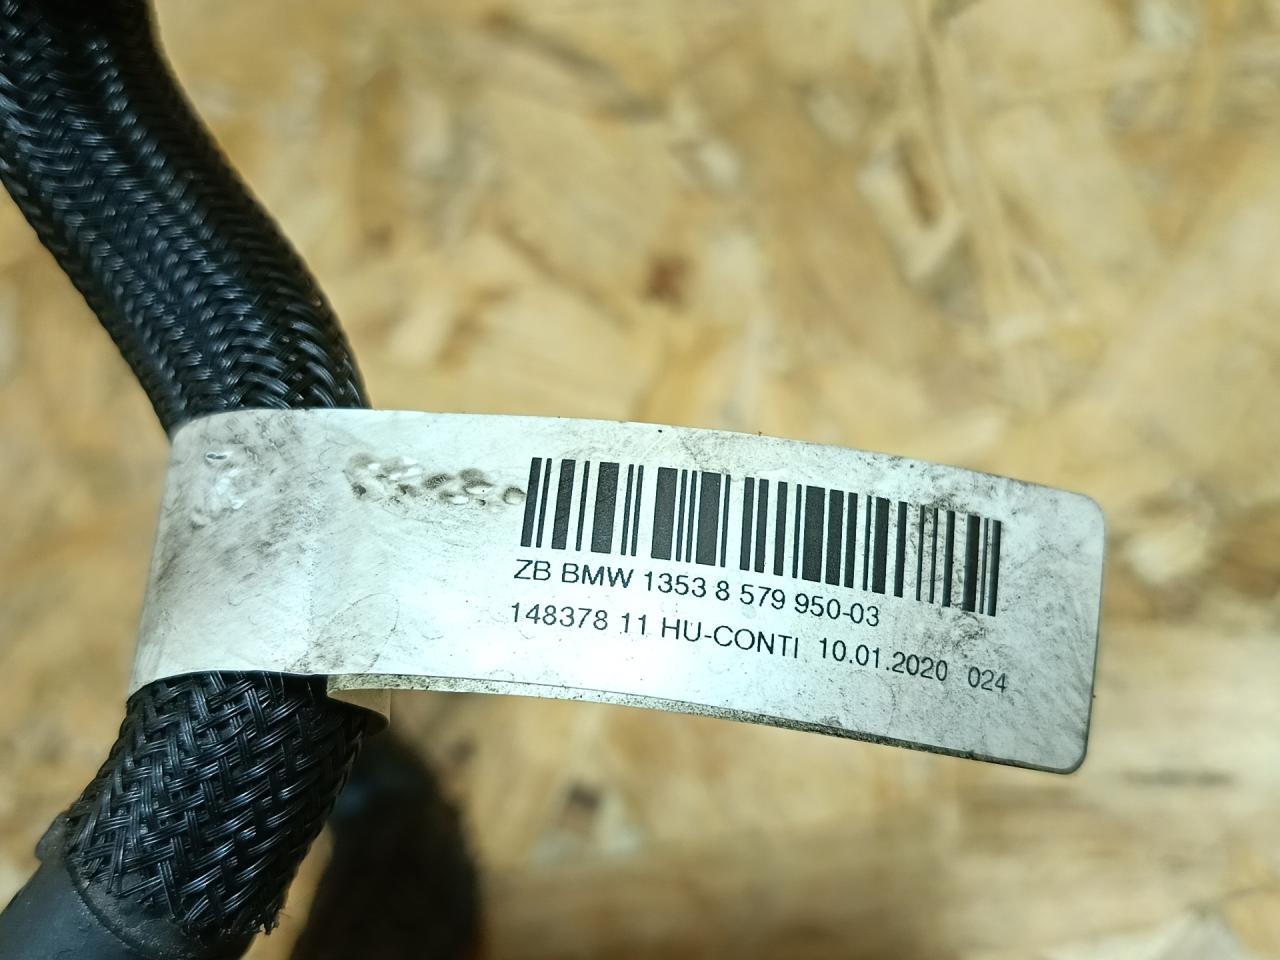 ZB BMW 1353 8 579 950-03
148378 11 HU-CONTI 10.01.2020 024